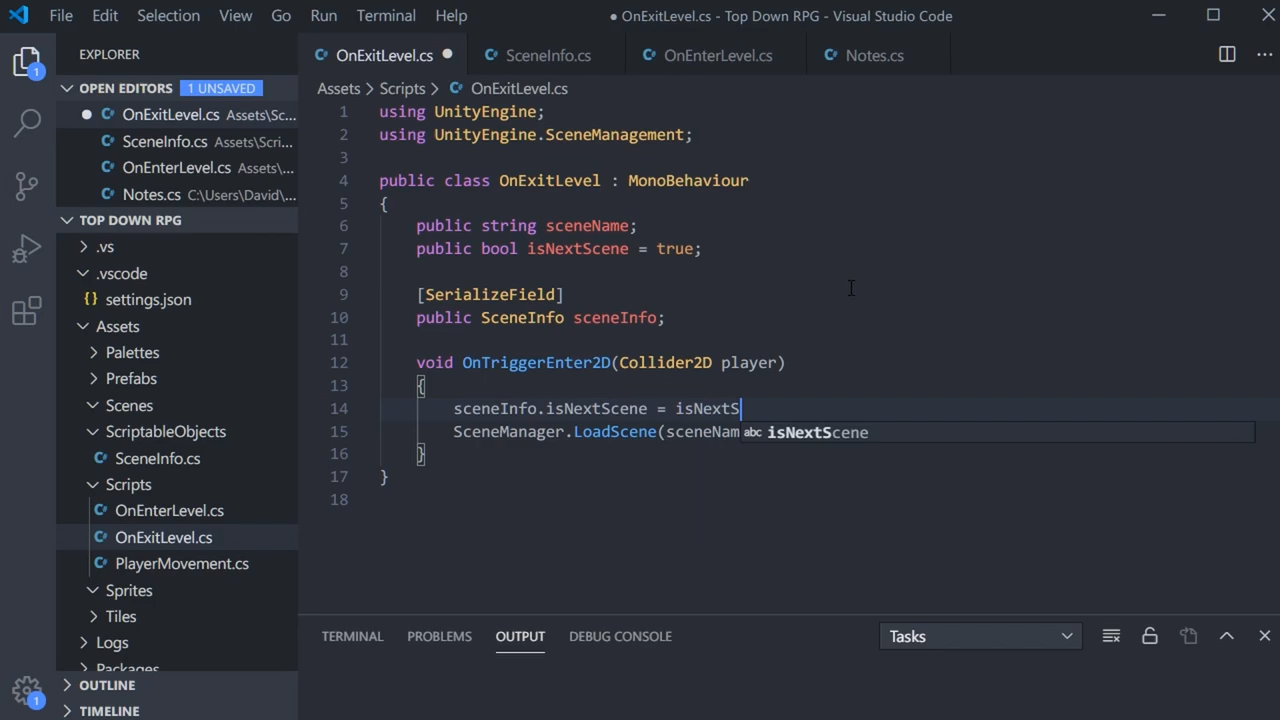 File Edit Selection View Go Run Terminal Help ● OnExitLevel.cs - Top Down RPG - Visual Studio Code
EXPLORER
OPEN EDITORS 1 UNSAVED
OnExitLevel.cs Assets\Sc...
SceneInfo.cs Assets\Scri...
OnEnterLevel.cs Assets\...
Notes.cs C:\Users\David\...
TOP DOWN RPG
.vs
.vscode
{} settings.json
Assets
Palettes
Prefabs
Scenes
ScriptableObjects
SceneInfo.cs
Scripts
OnEnterLevel.cs
OnExitLevel.cs
PlayerMovement.cs
Sprites
Tiles
Logs
Packages
OUTLINE
TIMELINE
1
1
OnExitLevel.cs ● SceneInfo.cs OnEnterLevel.cs Notes.cs ...
Assets > Scripts > OnExitLevel.cs
1 using UnityEngine;
2 using UnityEngine.SceneManagement;
3
4 public class OnExitLevel : MonoBehaviour
5 {
6 public string sceneName;
7 public bool isNextScene = true;
8
9 [SerializeField]
10 public SceneInfo sceneInfo;
11
12 void OnTriggerEnter2D(Collider2D player)
13 {
14 sceneInfo.isNextScene = isNextS
15 SceneManager.LoadScene(sceneNam abc isNextScene
16 }
17 }
18
TERMINAL PROBLEMS OUTPUT DEBUG CONSOLE Tasks